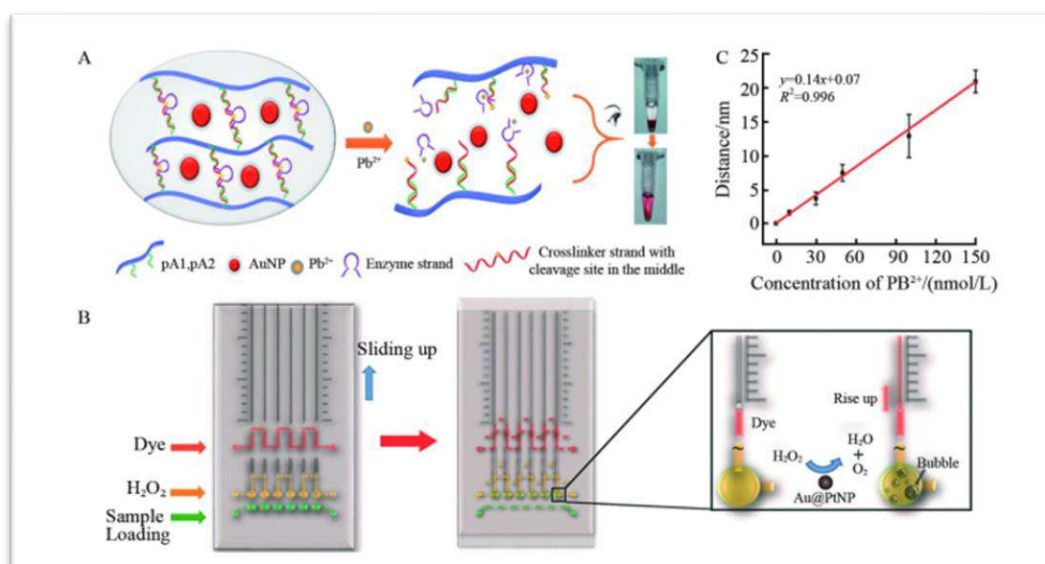 A
Pb²⁺
pA1,pA2
AuNP
Pb²⁺
Enzyme strand
Crosslinker strand with
cleavage site in the middle
C
y=0.14x+0.07
R²=0.996
Distance/nm
25
20
15
10
5
0
0 30 60 90 120 150
Concentration of PB²⁺/(nmol/L)
B
Sliding up
Dye
H₂O₂
Sample
Loading
Rise up
Dye
H₂O₂
H₂O
+
O₂
Au@PtNP
Bubble
~
~